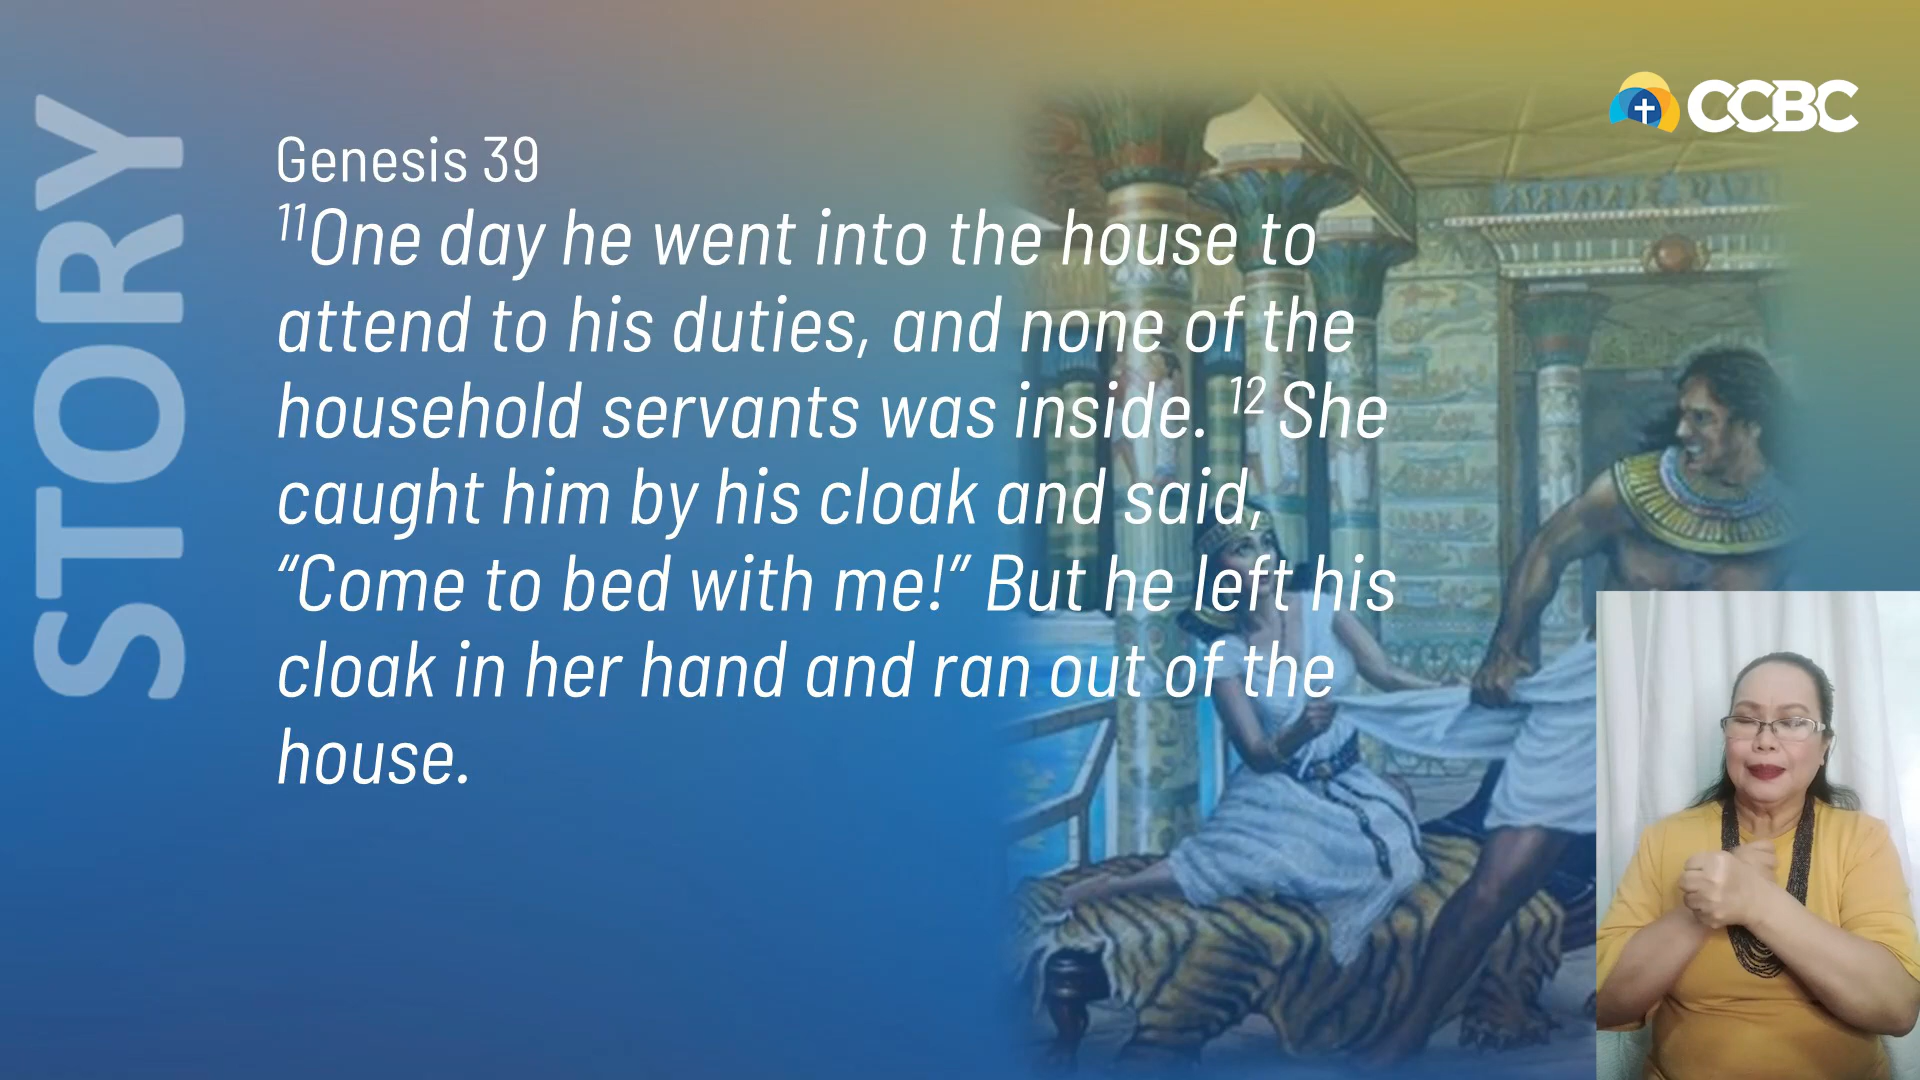 STORY
CCBC
Genesis 39
11One day he went into the house to
attend to his duties, and none of the
household servants was inside. 12 She
caught him by his cloak and said,
“Come to bed with me!” But he left his
cloak in her hand and ran out of the
house.